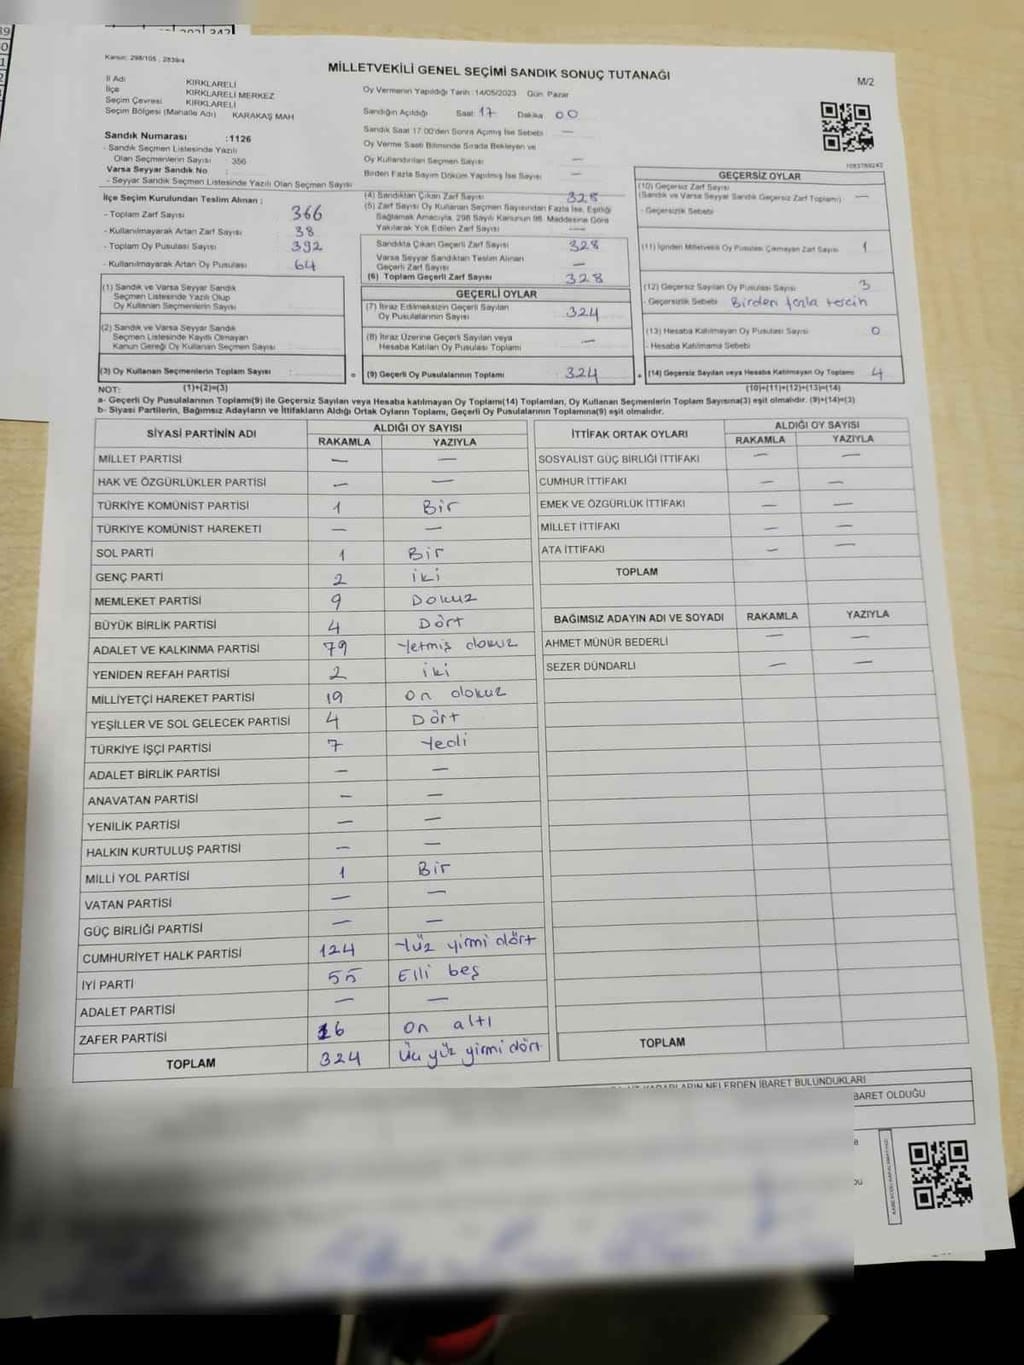 Kanun: 298/105 , 2839/4
MİLLETVEKİLİ GENEL SEÇİMİ SANDIK SONUÇ TUTANAĞI
M/2
İl Adı KIRKLARELİ
İlçe KIRKLARELİ MERKEZ
Seçim Çevresi KIRKLARELİ
Seçim Bölgesi (Mahalle Adı) KARAKAŞ MAH
Oy Vermenin Yapıldığı Tarih: 14/05/2023 Gün: Pazar
Sandığın Açıldığı Saat: 17 Dakika: 00
Sandık Saat 17:00'den Sonra Açılmış İse Sebebi —
Oy Verme Saati Bitiminde Sırada Bekleyen ve
Oy Kullandırılan Seçmen Sayısı —
Birden Fazla Sayım Döküm Yapılmış İse Sayısı —
Sandık Numarası : 1126
- Sandık Seçmen Listesinde Yazılı
Olan Seçmenlerin Sayısı : 356
Varsa Seyyar Sandık No
- Seyyar Sandık Seçmen Listesinde Yazılı Olan Seçmen Sayısı
İlçe Seçim Kurulundan Teslim Alınan ;
- Toplam Zarf Sayısı 366
- Kullanılmayarak Artan Zarf Sayısı : 38
- Toplam Oy Pusulası Sayısı : 392
- Kullanılmayarak Artan Oy Pusulası : 64
(1) Sandık ve Varsa Seyyar Sandık
Seçmen Listesinde Yazılı Olup
Oy Kullanan Seçmenlerin Sayısı :
(2) Sandık ve Varsa Seyyar Sandık
Seçmen Listesinde Kayıtlı Olmayan
Kanun Gereği Oy Kullanan Seçmen Sayısı :
(3) Oy Kullanan Seçmenlerin Toplam Sayısı :
(4) Sandıktan Çıkan Zarf Sayısı : 328
(5) Zarf Sayısı Oy Kullanan Seçmen Sayısından Fazla İse, Eşitliği
Sağlamak Amacıyla, 298 Sayılı Kanunun 98. Maddesine Göre
Yakılarak Yok Edilen Zarf Sayısı —
Sandıkta Çıkan Geçerli Zarf Sayısı : 328
Varsa Seyyar Sandıktan Teslim Alınan
Geçerli Zarf Sayısı —
(6) Toplam Geçerli Zarf Sayısı : 328
GEÇERLİ OYLAR
(7) İtiraz Edilmeksizin Geçerli Sayılan
Oy Pusulalarının Sayısı : 324
(8) İtiraz Üzerine Geçerli Sayılan veya
Hesaba Katılan Oy Pusulası Toplamı —
= (9) Geçerli Oy Pusulalarının Toplamı : 324
1083789242
GEÇERSİZ OYLAR
(10) Geçersiz Zarf Sayısı
(Sandık ve Varsa Seyyar Sandık Geçersiz Zarf Toplamı) —
- Geçersizlik Sebebi
(11) İçinden Milletvekili Oy Pusulası Çıkmayan Zarf Sayısı : 1
(12) Geçersiz Sayılan Oy Pusulası Sayısı : 3
- Geçersizlik Sebebi : Birden fazla tercih
(13) Hesaba Katılmayan Oy Pusulası Sayısı : 0
- Hesaba Katılmama Sebebi
+ (14) Geçersiz Sayılan veya Hesaba Katılmayan Oy Toplamı : 4
NOT: (1)+(2)=(3)
(10)+(11)+(12)+(13)=(14)
a- Geçerli Oy Pusulalarının Toplamı(9) ile Geçersiz Sayılan veya Hesaba katılmayan Oy Toplamı(14) Toplamları, Oy Kullanan Seçmenlerin Toplam Sayısına(3) eşit olmalıdır. (9)+(14)=(3)
b- Siyasi Partilerin, Bağımsız Adayların ve İttifakların Aldığı Ortak Oyların Toplamı, Geçerli Oy Pusulalarının Toplamına(9) eşit olmalıdır.
SİYASİ PARTİNİN ADI ALDIĞI OY SAYISI
RAKAMLA YAZIYLA
MİLLET PARTİSİ — —
HAK VE ÖZGÜRLÜKLER PARTİSİ — —
TÜRKİYE KOMÜNİST PARTİSİ 1 Bir
TÜRKİYE KOMÜNİST HAREKETİ — —
SOL PARTİ 1 Bir
GENÇ PARTİ 2 iki
MEMLEKET PARTİSİ 9 Dokuz
BÜYÜK BİRLİK PARTİSİ 4 Dört
ADALET VE KALKINMA PARTİSİ 79 Yetmiş dokuz
YENİDEN REFAH PARTİSİ 2 iki
MİLLİYETÇİ HAREKET PARTİSİ 19 on dokuz
YEŞİLLER VE SOL GELECEK PARTİSİ 4 Dört
TÜRKİYE İŞÇİ PARTİSİ 7 Yedi
ADALET BİRLİK PARTİSİ — —
ANAVATAN PARTİSİ — —
YENİLİK PARTİSİ — —
HALKIN KURTULUŞ PARTİSİ — —
MİLLİ YOL PARTİSİ 1 Bir
VATAN PARTİSİ — —
GÜÇ BİRLİĞİ PARTİSİ — —
CUMHURİYET HALK PARTİSİ 124 Yüz yirmi dört
İYİ PARTİ 55 Elli beş
ADALET PARTİSİ — —
ZAFER PARTİSİ 16 on altı
TOPLAM 324 Üç yüz yirmi dört
İTTİFAK ORTAK OYLARI ALDIĞI OY SAYISI
RAKAMLA YAZIYLA
SOSYALİST GÜÇ BİRLİĞİ İTTİFAKI — —
CUMHUR İTTİFAKI — —
EMEK VE ÖZGÜRLÜK İTTİFAKI — —
MİLLET İTTİFAKI — —
ATA İTTİFAKI — —
TOPLAM
BAĞIMSIZ ADAYIN ADI VE SOYADI RAKAMLA YAZIYLA
AHMET MÜNÜR BEDERLİ — —
SEZER DÜNDARLI — —
TOPLAM
KARARLARIN NELERDEN İBARET BULUNDUKLARI
İBARET OLDUĞU